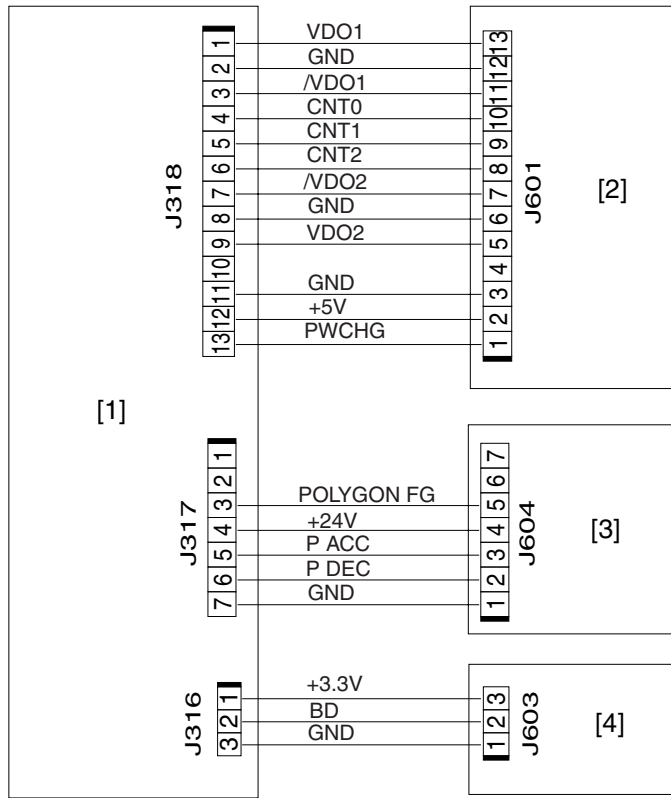 1 VDO1 13
2 GND 12
3 /VDO1 11
4 CNT0 10
5 CNT1 9
6 CNT2 8
7 /VDO2 7
8 GND 6
9 VDO2 5
10 4
11 GND 3
12 +5V 2
13 PWCHG 1
J318
J601
[2]
[1]
1 7
2 6
3 POLYGON FG 5
4 +24V 4
5 P ACC 3
6 P DEC 2
7 GND 1
J317
J604
[3]
1 +3.3V 3
2 BD 2
3 GND 1
J316
J603
[4]